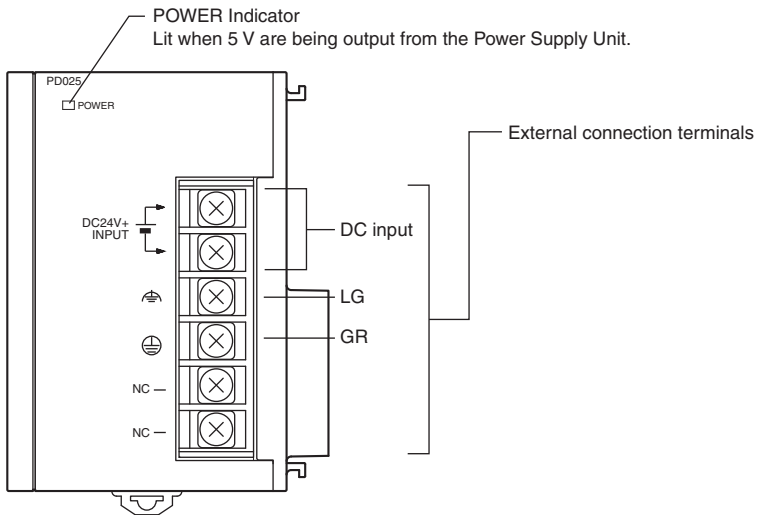 POWER Indicator
Lit when 5 V are being output from the Power Supply Unit.
PD025
POWER
External connection terminals
DC24V+
INPUT
DC input
LG
GR
NC
NC